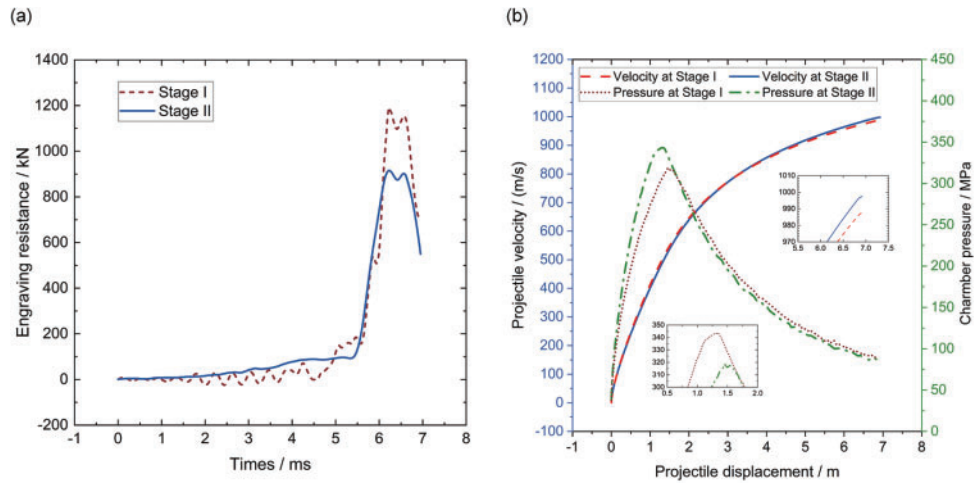 (a)
1400
1200
1000
800
600
400
200
0
-200
Engraving resistance / kN
Stage I
Stage II
-1 0 1 2 3 4 5 6 7 8
Times / ms
(b)
1200
1100
1000
900
800
700
600
500
400
300
200
100
0
-100
Projectile velocity / (m/s)
Velocity at Stage I Velocity at Stage II
Pressure at Stage I Pressure at Stage II
1010
1000
990
980
970
5.5 6.0 6.5 7.0 7.5
350
340
330
320
310
300
0.5 1.0 1.5 2.0
450
400
350
300
250
200
150
100
50
0
Charmber pressure / MPa
-1 0 1 2 3 4 5 6 7 8
Projectile displacement / m